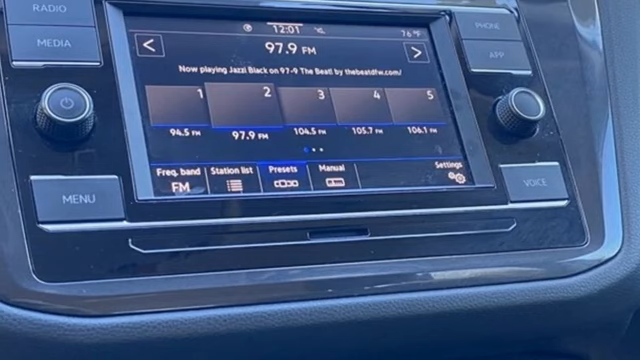 RADIO
MEDIA
12:01
76°F
< 97.9 FM >
Now playing Jazzi Black on 97-9 The Beat! by thebeatdfw.com/
1 2 3 4 5
94.5 FM 97.9 FM 104.5 FM 105.7 FM 106.1 FM
Freq. band Station list Presets Manual Settings
FM
PHONE
APP
MENU
VOICE